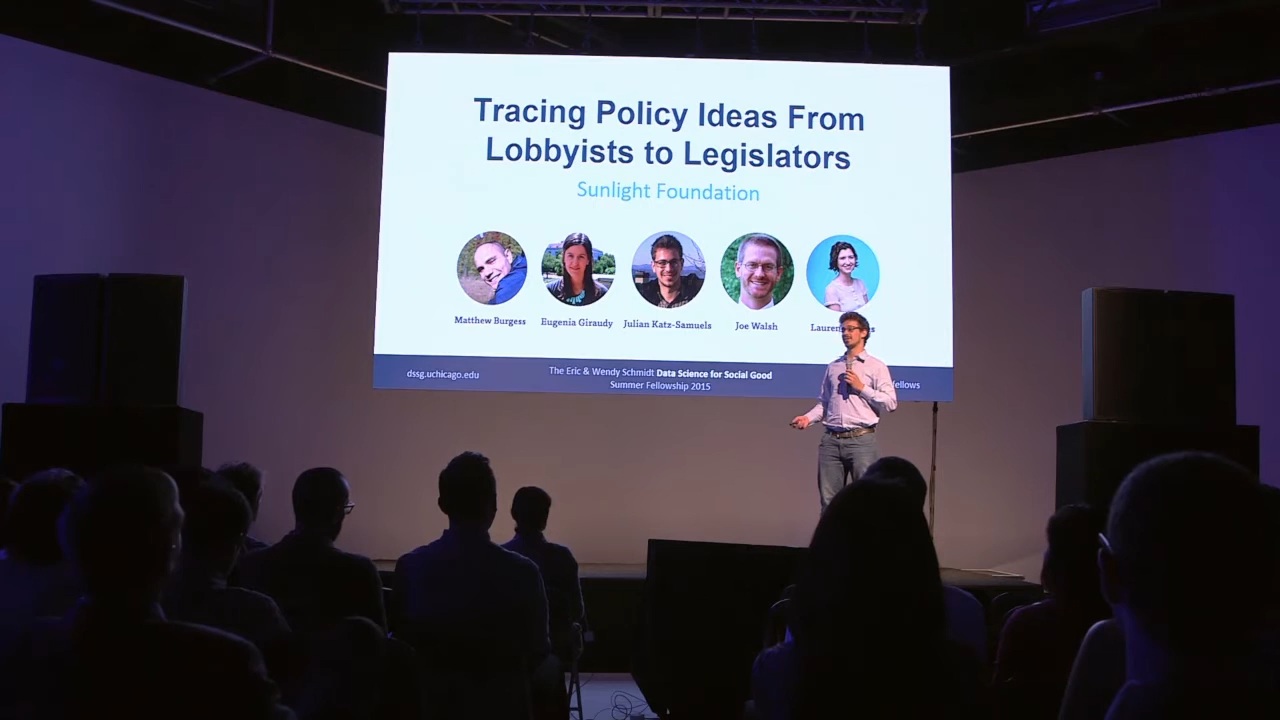 Tracing Policy Ideas From
Lobbyists to Legislators
Sunlight Foundation
Matthew Burgess
Eugenia Giraudy
Julian Katz-Samuels
Joe Walsh
dssg.uchicago.edu
The Eric & Wendy Schmidt Data Science for Social Good
Summer Fellowship 2015
fellows